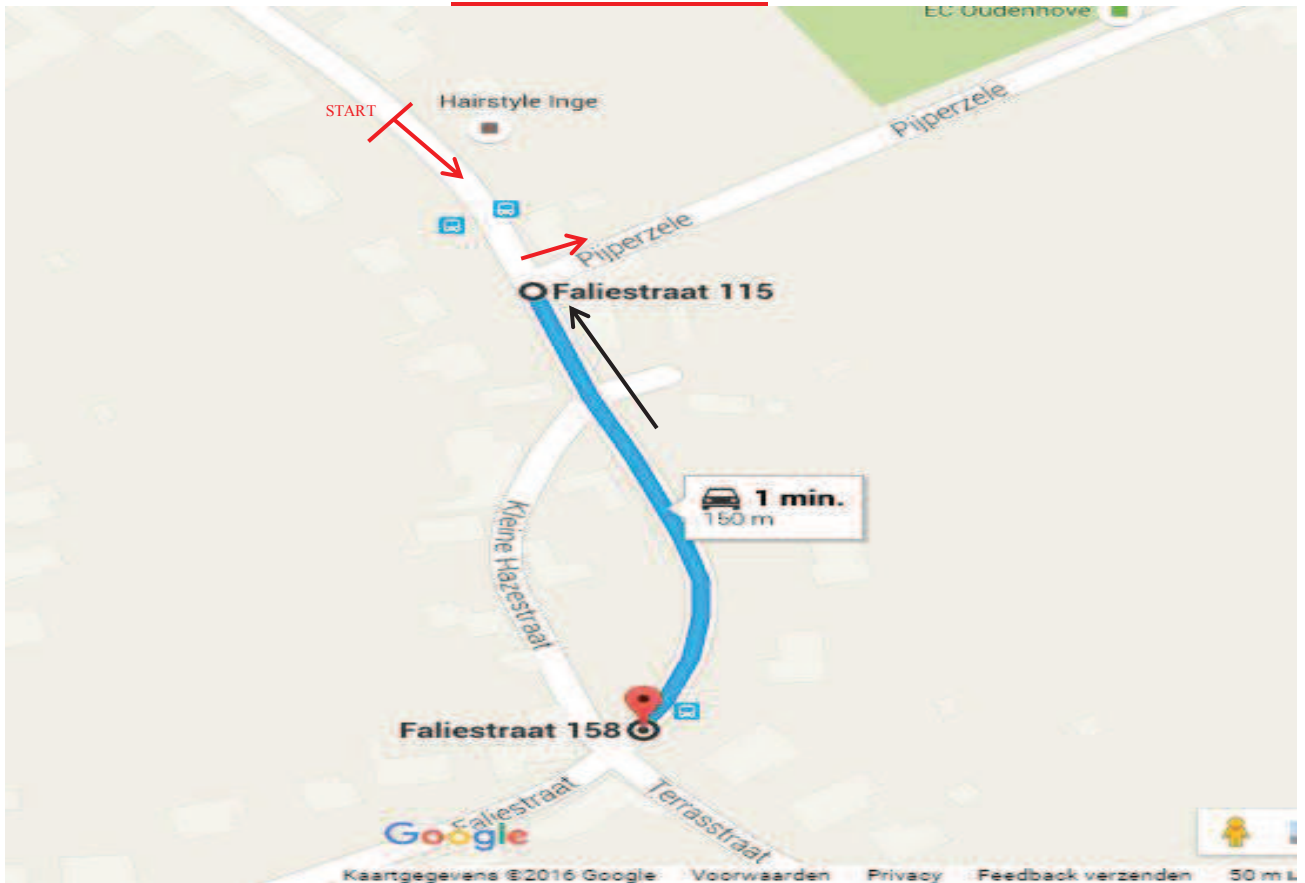 EC Oudenhove
START
Hairstyle Inge
Pijperzele
Pijperzele
Faliestraat 115
1 min.
150 m
Kleine Hazestraat
Faliestraat 158
Faliestraat
Terrasstraat
Google
Kaartgegevens ©2016 Google Voorwaarden Privacy Feedback verzenden 50 m